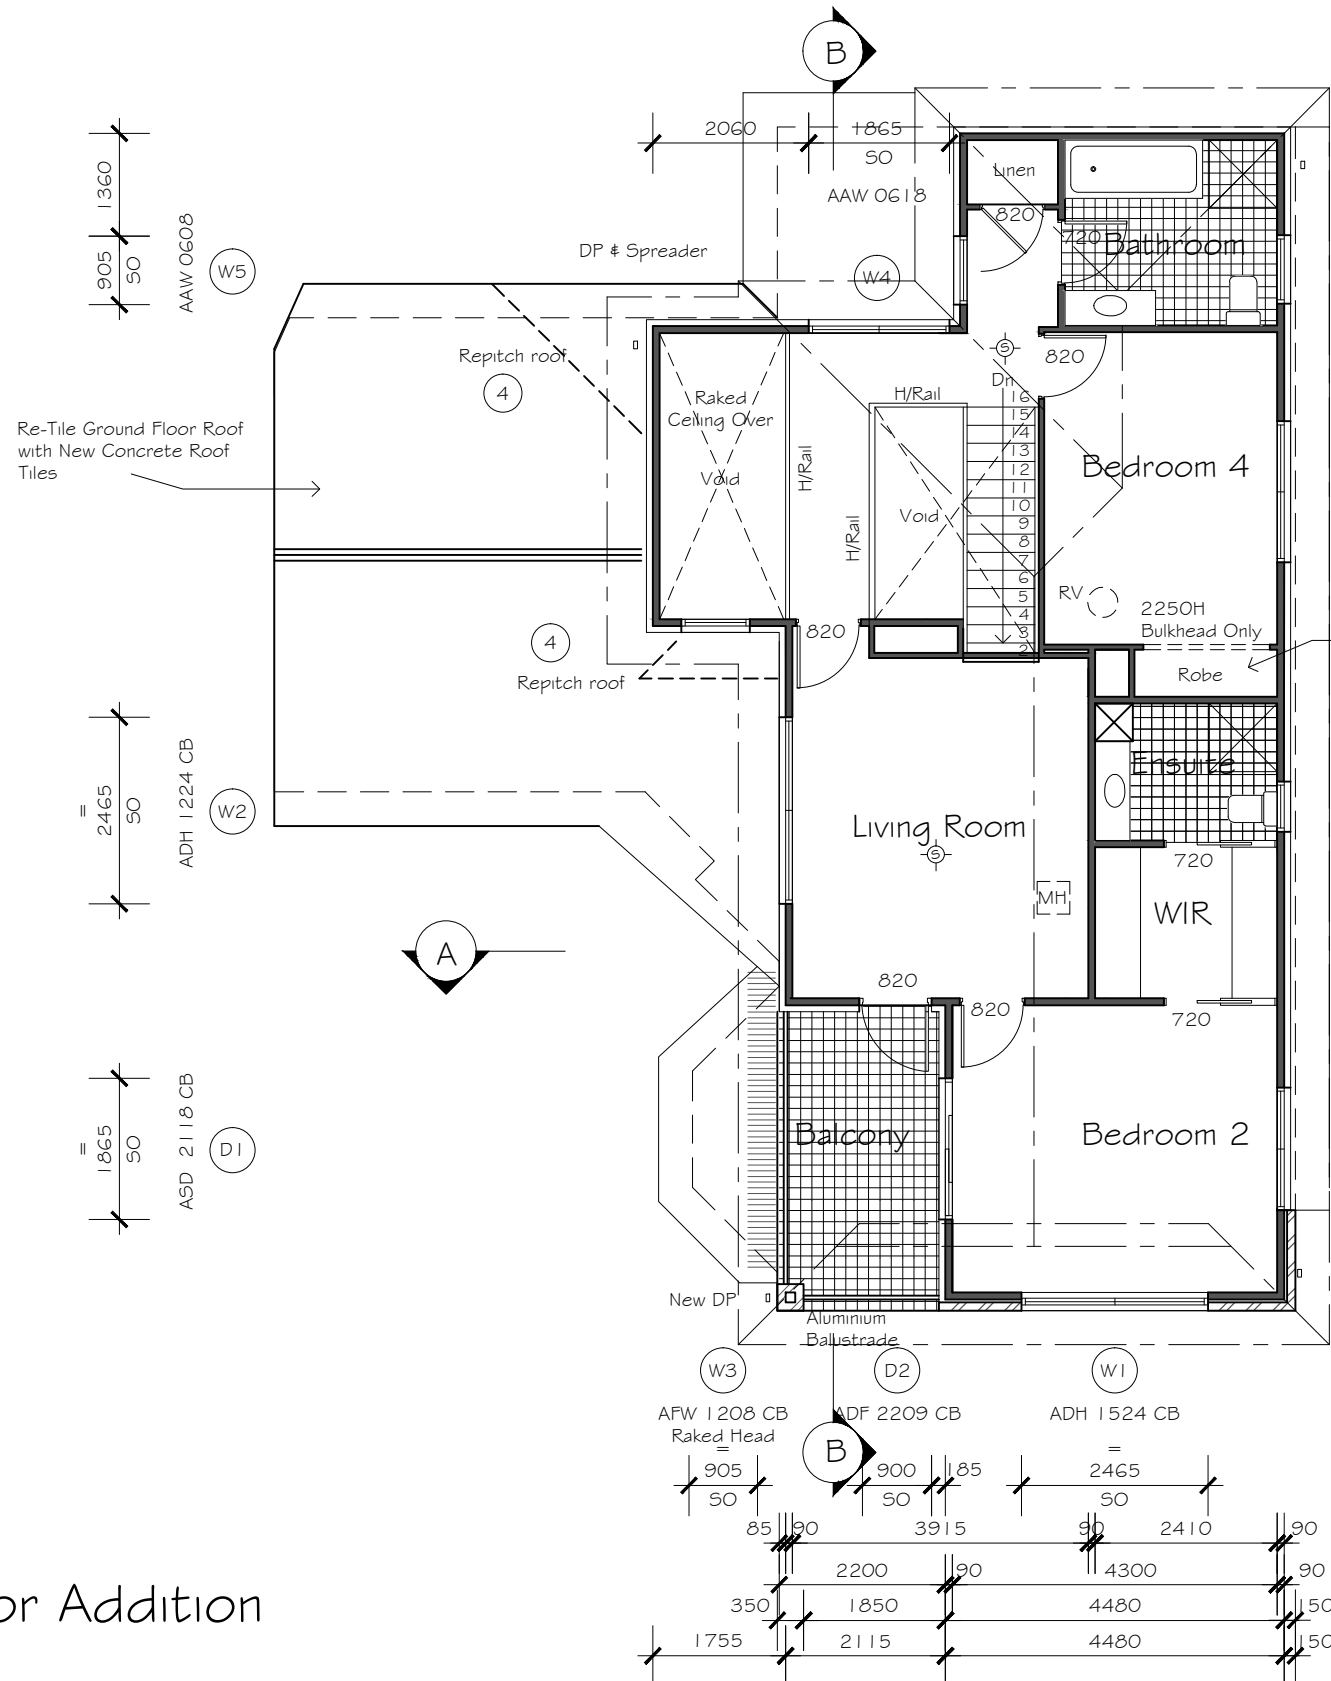 B
2060
1865
SO
AAW 0618
Linen
820
720
Bathroom
1360
905
SO
AAW 0608
W5
DP & Spreader
W4
S
820
Repitch roof
4
Dn
Raked
Ceiling Over
H/Rail
Re-Tile Ground Floor Roof
with New Concrete Roof
Tiles
Void
H/Rail
H/Rail
Void
16
15
14
13
12
11
10
9
8
7
6
5
4
3
2
Bedroom 4
RV
2250H
Bulkhead Only
4
Repitch roof
820
Robe
=
2465
SO
ADH 1224 CB
W2
Ensuite
Living Room
S
720
MH
WIR
A
820
820
720
=
1865
SO
ASD 2118 CB
D1
Balcony
Bedroom 2
New DP
Aluminium
Balustrade
W3
D2
W1
AFW 1208 CB
Raked Head
ADF 2209 CB
ADH 1524 CB
=
=
B
905
SO
900
SO
185
2465
SO
85
90
3915
90
2410
90
2200
90
4300
90
350
1850
4480
50
1755
2115
4480
50
or Addition